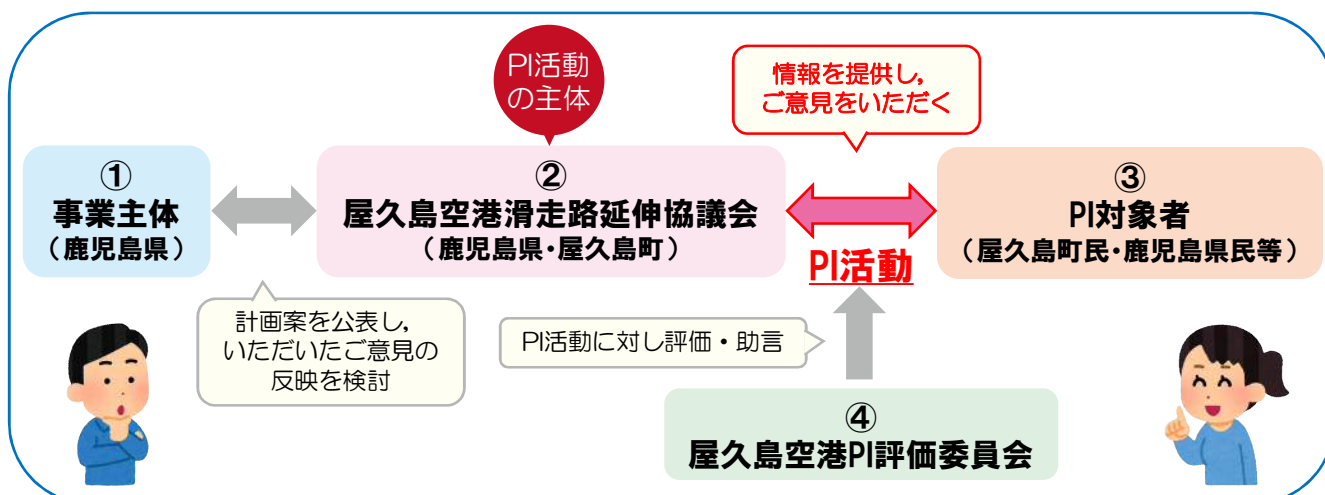 PI活動
の主体
情報を提供し，
ご意見をいただく
①
事業主体
（鹿児島県）
②
屋久島空港滑走路延伸協議会
（鹿児島県・屋久島町）
③
PI対象者
（屋久島町民・鹿児島県民等）
PI活動
計画案を公表し，
いただいたご意見の
反映を検討
PI活動に対し評価・助言
④
屋久島空港PI評価委員会